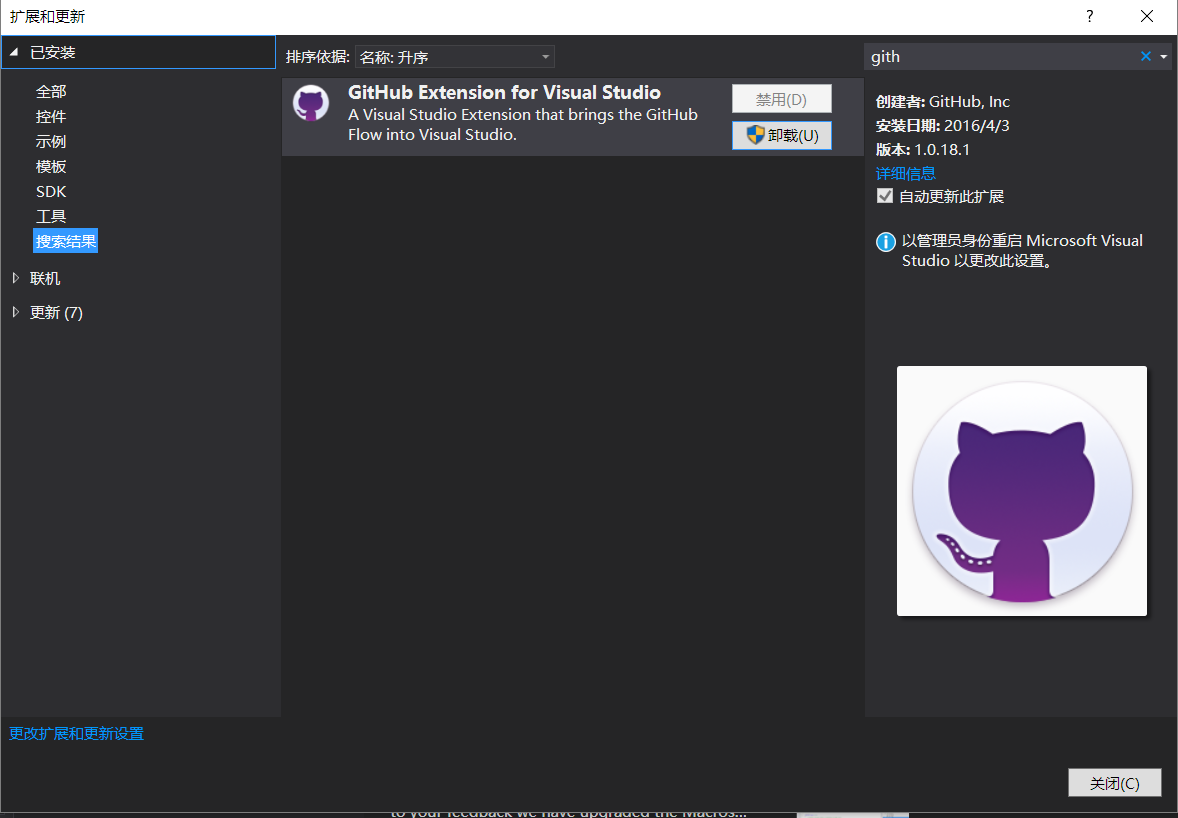 扩展和更新
?
已安装
全部
控件
示例
模板
SDK
工具
搜索结果
联机
更新 (7)
更改扩展和更新设置
排序依据: 名称: 升序
GitHub Extension for Visual Studio
A Visual Studio Extension that brings the GitHub
Flow into Visual Studio.
禁用(D)
卸载(U)
gith
创建者: GitHub, Inc
安装日期: 2016/4/3
版本: 1.0.18.1
详细信息
自动更新此扩展
以管理员身份重启 Microsoft Visual
Studio 以更改此设置。
关闭(C)
to your feedback we have upgraded the Macros...